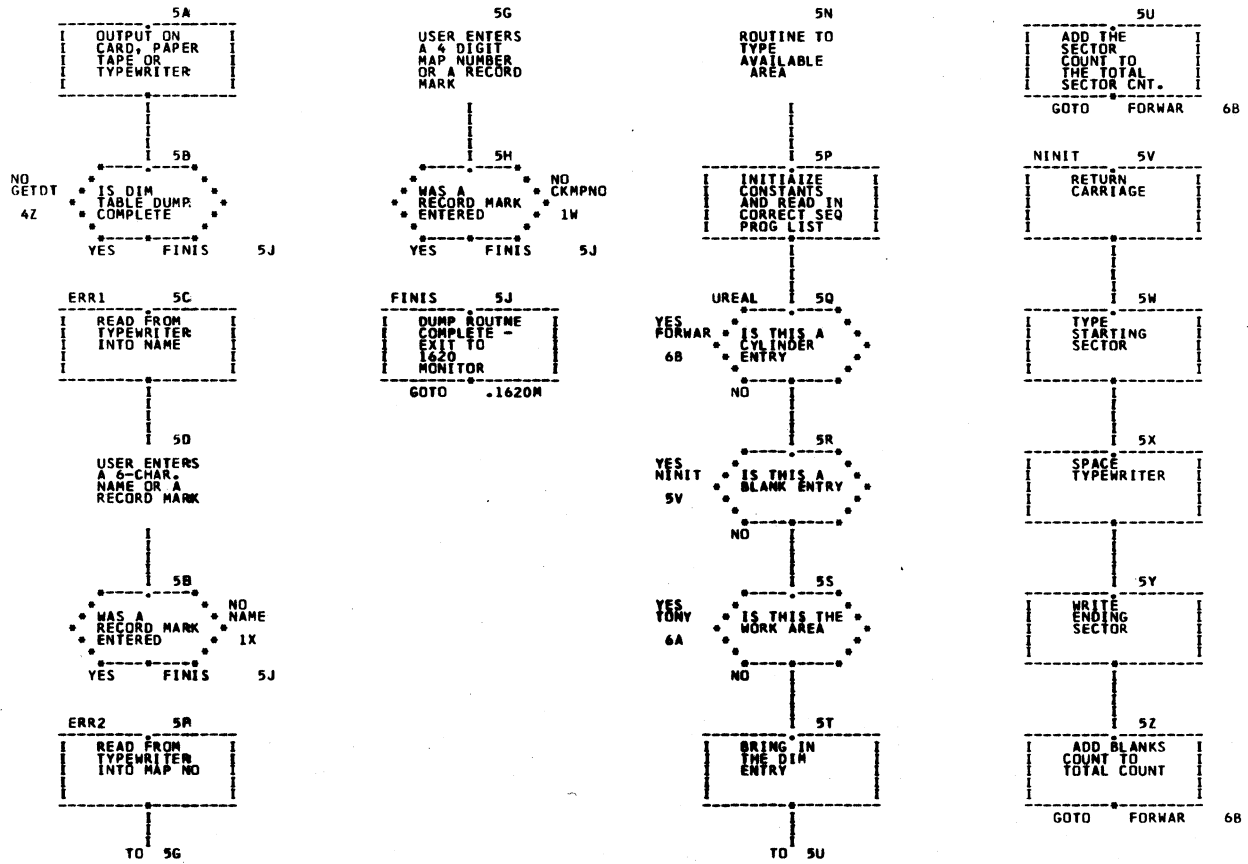 5A
OUTPUT ON
CARD, PAPER
TAPE OR
TYPEWRITER
5B
NO
GETDT
4Z
IS DIM
TABLE DUMP
COMPLETE
YES FINIS 5J
ERR1 5C
READ FROM
TYPEWRITER
INTO NAME
5D
USER ENTERS
A 6-CHAR.
NAME OR A
RECORD MARK
5B
NO
NAME
1X
WAS A
RECORD MARK
ENTERED
YES FINIS 5J
ERR2 5A
READ FROM
TYPEWRITER
INTO MAP NO
TO 5G
5G
USER ENTERS
A 4 DIGIT
MAP NUMBER
OR A RECORD
MARK
5H
NO
CKMPNO
1W
WAS A
RECORD MARK
ENTERED
YES FINIS 5J
FINIS 5J
DUMP ROUTNE
COMPLETE -
EXIT TO
1620
MONITOR
GOTO .1620M
5N
ROUTINE TO
TYPE
AVAILABLE
AREA
5P
INITIAIZE
CONSTANTS
AND READ IN
CORRECT SEQ
PROG LIST
UREAL 5Q
YES
FORWAR
6B
IS THIS A
CYLINDER
ENTRY
NO
5R
YES
NINIT
5V
IS THIS A
BLANK ENTRY
NO
5S
YES
TOMY
6A
IS THIS THE
WORK AREA
NO
5T
BRING IN
THE DIM
ENTRY
TO 5U
5U
ADD THE
SECTOR
COUNT TO
THE TOTAL
SECTOR CNT.
GOTO FORWAR 6B
NINIT 5V
RETURN
CARRIAGE
5W
TYPE
STARTING
SECTOR
5X
SPACE
TYPEWRITER
5Y
WRITE
ENDING
SECTOR
5Z
ADD BLANKS
COUNT TO
TOTAL COUNT
GOTO FORWAR 6B